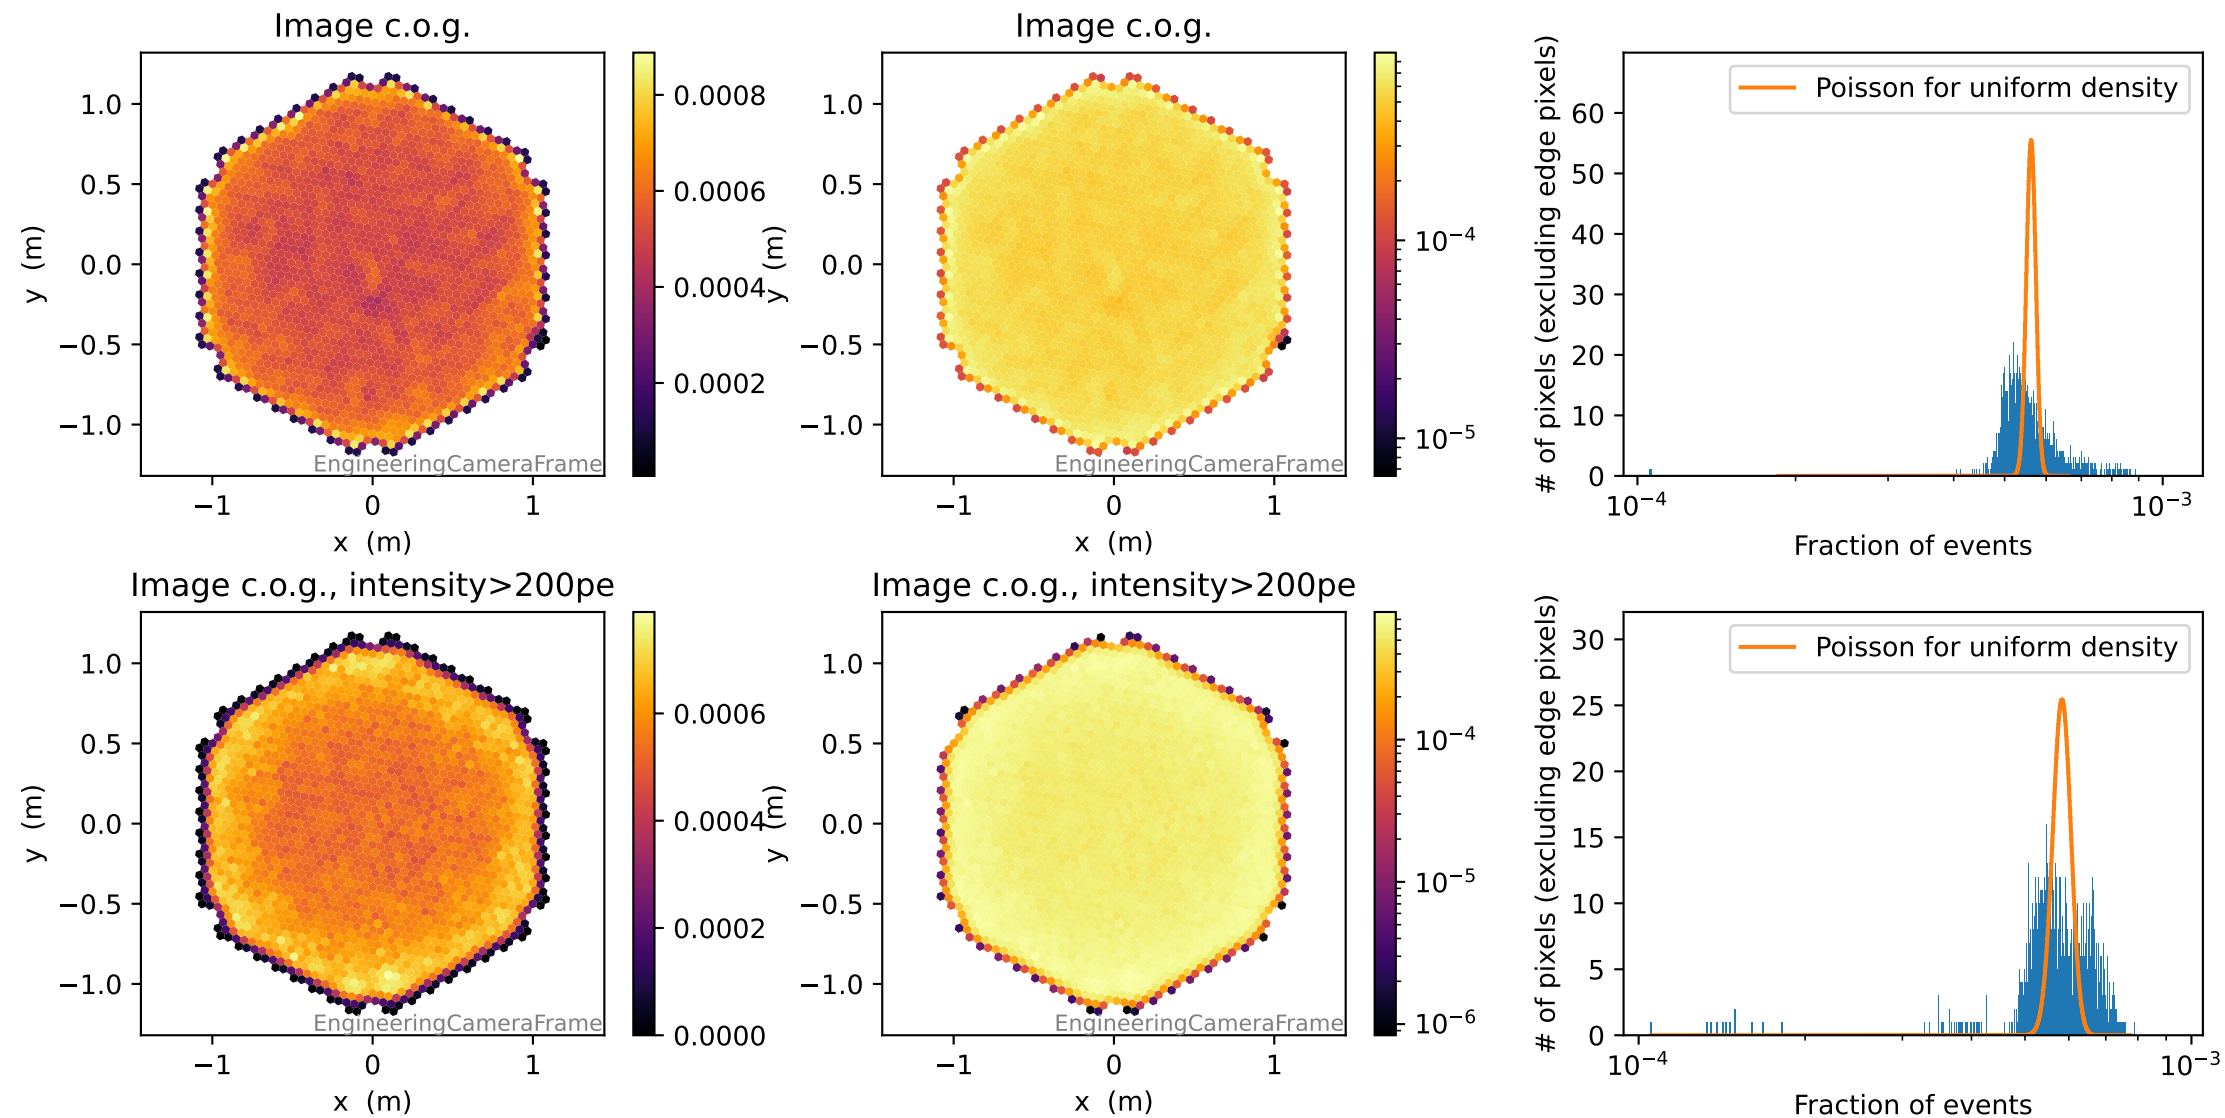 Image c.o.g.
1.0
0.5
0.0
−0.5
−1.0
y (m)
−1
0
1
x (m)
EngineeringCameraFrame
0.0008
0.0006
0.0004
0.0002
Image c.o.g.
1.0
0.5
0.0
−0.5
−1.0
y (m)
−1
0
1
x (m)
EngineeringCameraFrame
10⁻⁴
10⁻⁵
Poisson for uniform density
# of pixels (excluding edge pixels)
60
50
40
30
20
10
0
10⁻⁴
10⁻³
Fraction of events
Image c.o.g., intensity>200pe
1.0
0.5
0.0
−0.5
−1.0
y (m)
−1
0
1
x (m)
EngineeringCameraFrame
0.0006
0.0004
0.0002
0.0000
Image c.o.g., intensity>200pe
1.0
0.5
0.0
−0.5
−1.0
y (m)
−1
0
1
x (m)
EngineeringCameraFrame
10⁻⁴
10⁻⁵
10⁻⁶
Poisson for uniform density
# of pixels (excluding edge pixels)
30
25
20
15
10
5
0
10⁻⁴
10⁻³
Fraction of events